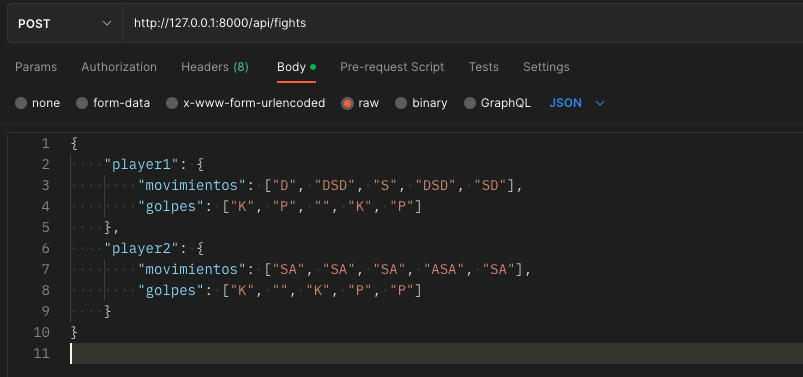 POST http://127.0.0.1:8000/api/fights
Params Authorization Headers (8) Body Pre-request Script Tests Settings
none form-data x-www-form-urlencoded raw binary GraphQL JSON
1 {
2 "player1": {
3 "movimientos": ["D", "DSD", "S", "DSD", "SD"],
4 "golpes": ["K", "P", "", "K", "P"]
5 },
6 "player2": {
7 "movimientos": ["SA", "SA", "SA", "ASA", "SA"],
8 "golpes": ["K", "", "K", "P", "P"]
9 }
10 }
11